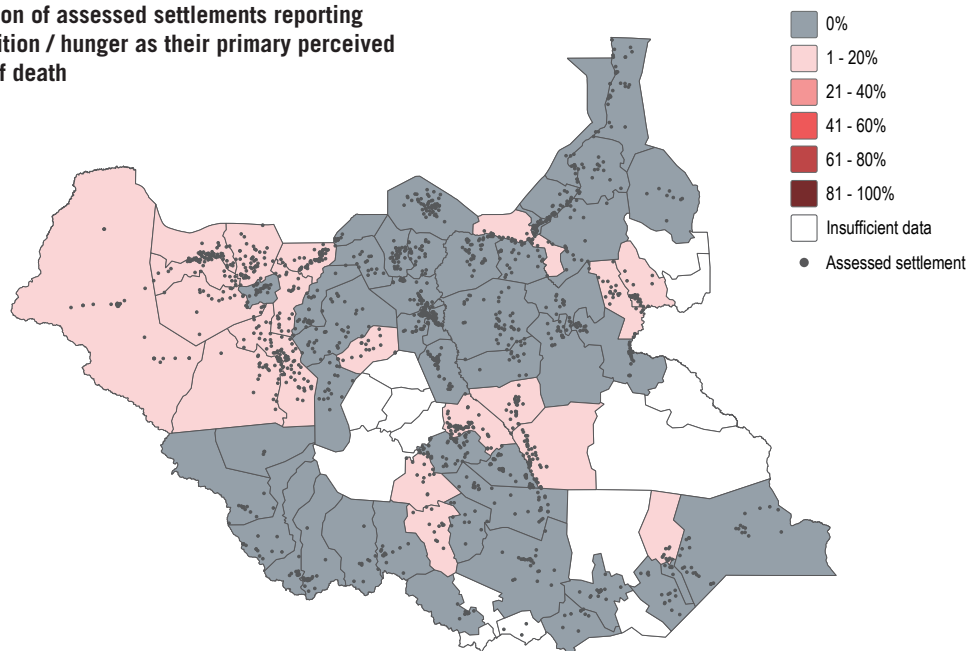 on of assessed settlements reporting
ition / hunger as their primary perceived
f death
0%
1 - 20%
21 - 40%
41 - 60%
61 - 80%
81 - 100%
Insufficient data
Assessed settlement